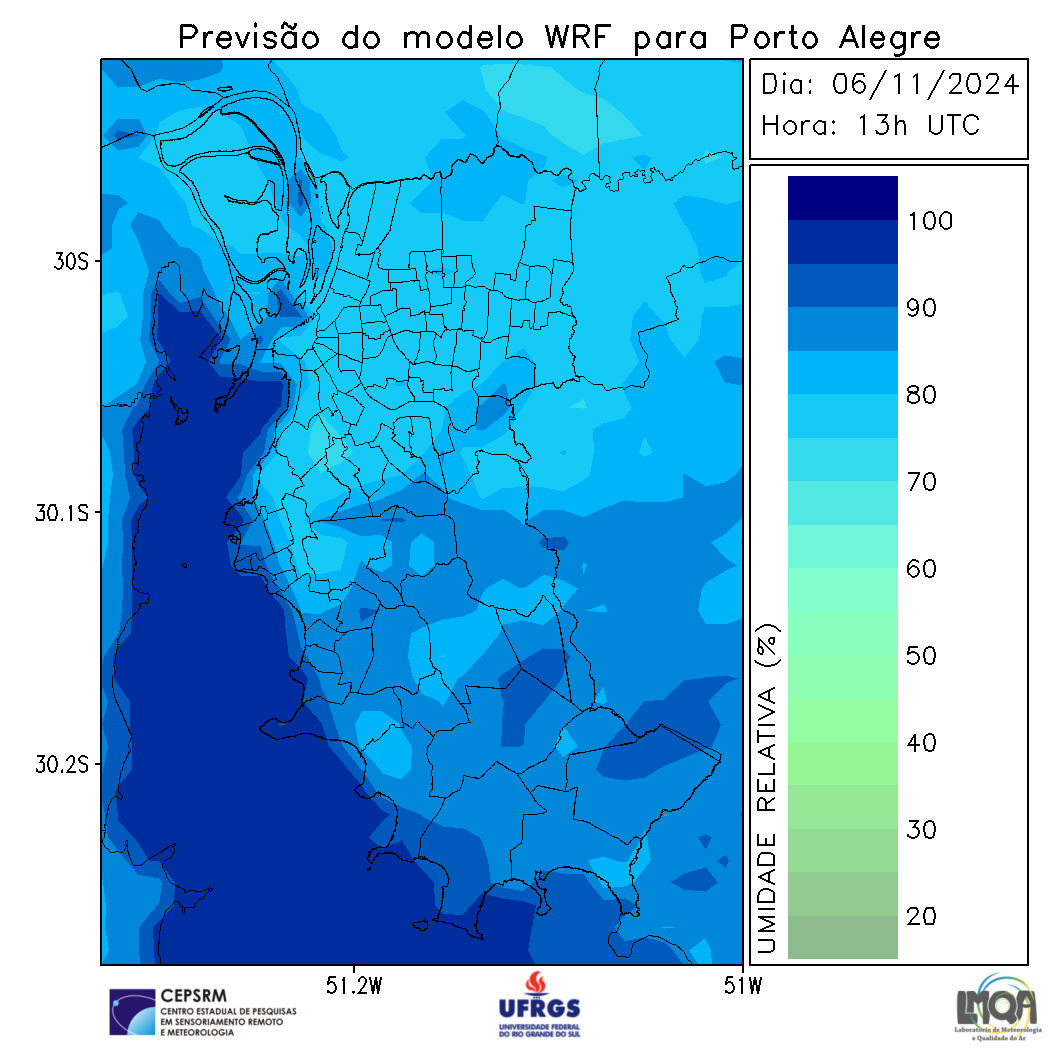 Previsão do modelo WRF para Porto Alegre
Dia: 06/11/2024
Hora: 13h UTC
30S
30.1S
30.2S
51.2W
51W
UMIDADE RELATIVA (%)
100
90
80
70
60
50
40
30
20
CEPSRM
CENTRO ESTADUAL DE PESQUISAS
EM SENSORIAMENTO REMOTO
E METEOROLOGIA
UFRGS
UNIVERSIDADE FEDERAL
DO RIO GRANDE DO SUL
LMQA
Laboratório de Meteorologia
e Qualidade do Ar